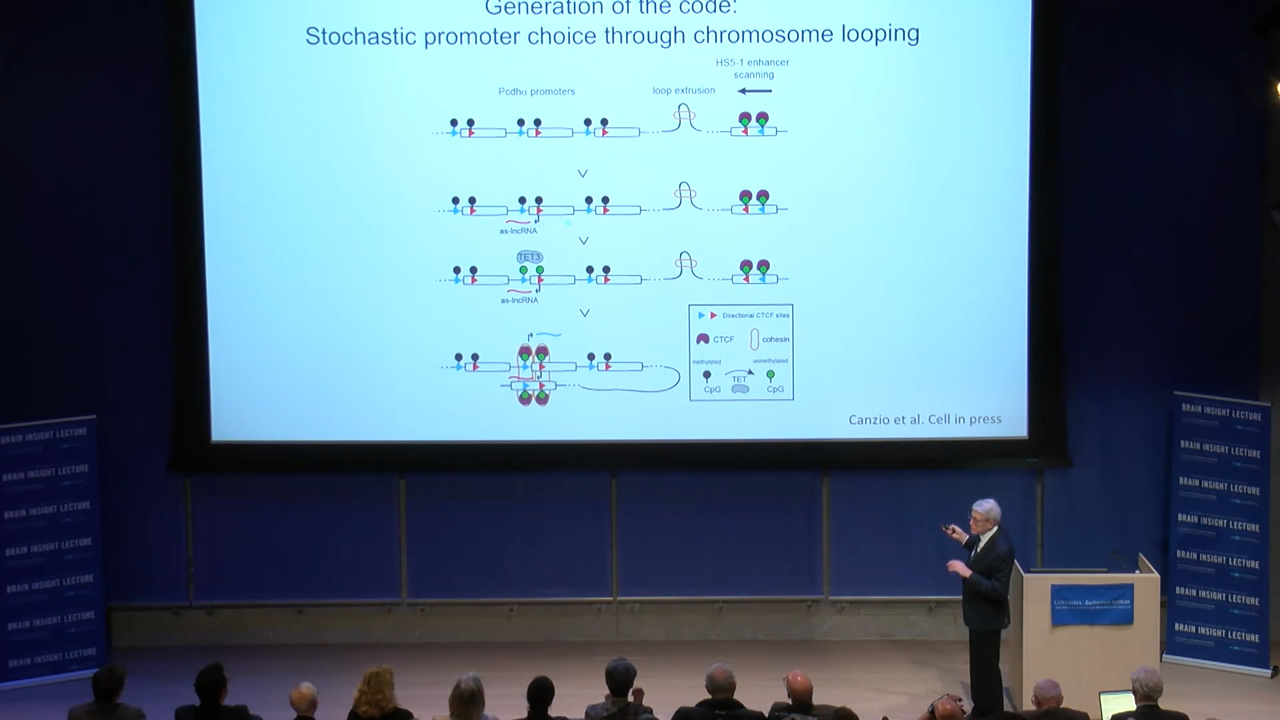 Generation of the code:
Stochastic promoter choice through chromosome looping
HS5-1 enhancer
scanning
Pcdhα promoters
loop extrusion
as-lncRNA
TET3
as-lncRNA
Directional CTCF sites
CTCF
cohesin
methylated
unmethylated
TET
CpG
CpG
Canzio et al. Cell in press
BRAIN INSIGHT LECTURE
BRAIN INSIGHT LECTURE
BRAIN INSIGHT LECTURE
BRAIN INSIGHT LECTURE
BRAIN INSIGHT LECTURE
BRAIN INSIGHT LECTURE
BRAIN INSIGHT LECTURE
BRAIN INSIGHT LECTURE
BRAIN INSIGHT LECTURE
BRAIN INSIGHT LECTURE
BRAIN INSIGHT LECTURE
BRAIN INSIGHT LECTURE
BRAIN INSIGHT LECTURE
BRAIN INSIGHT LECTURE
COLUMBIA Zuckerman Institute